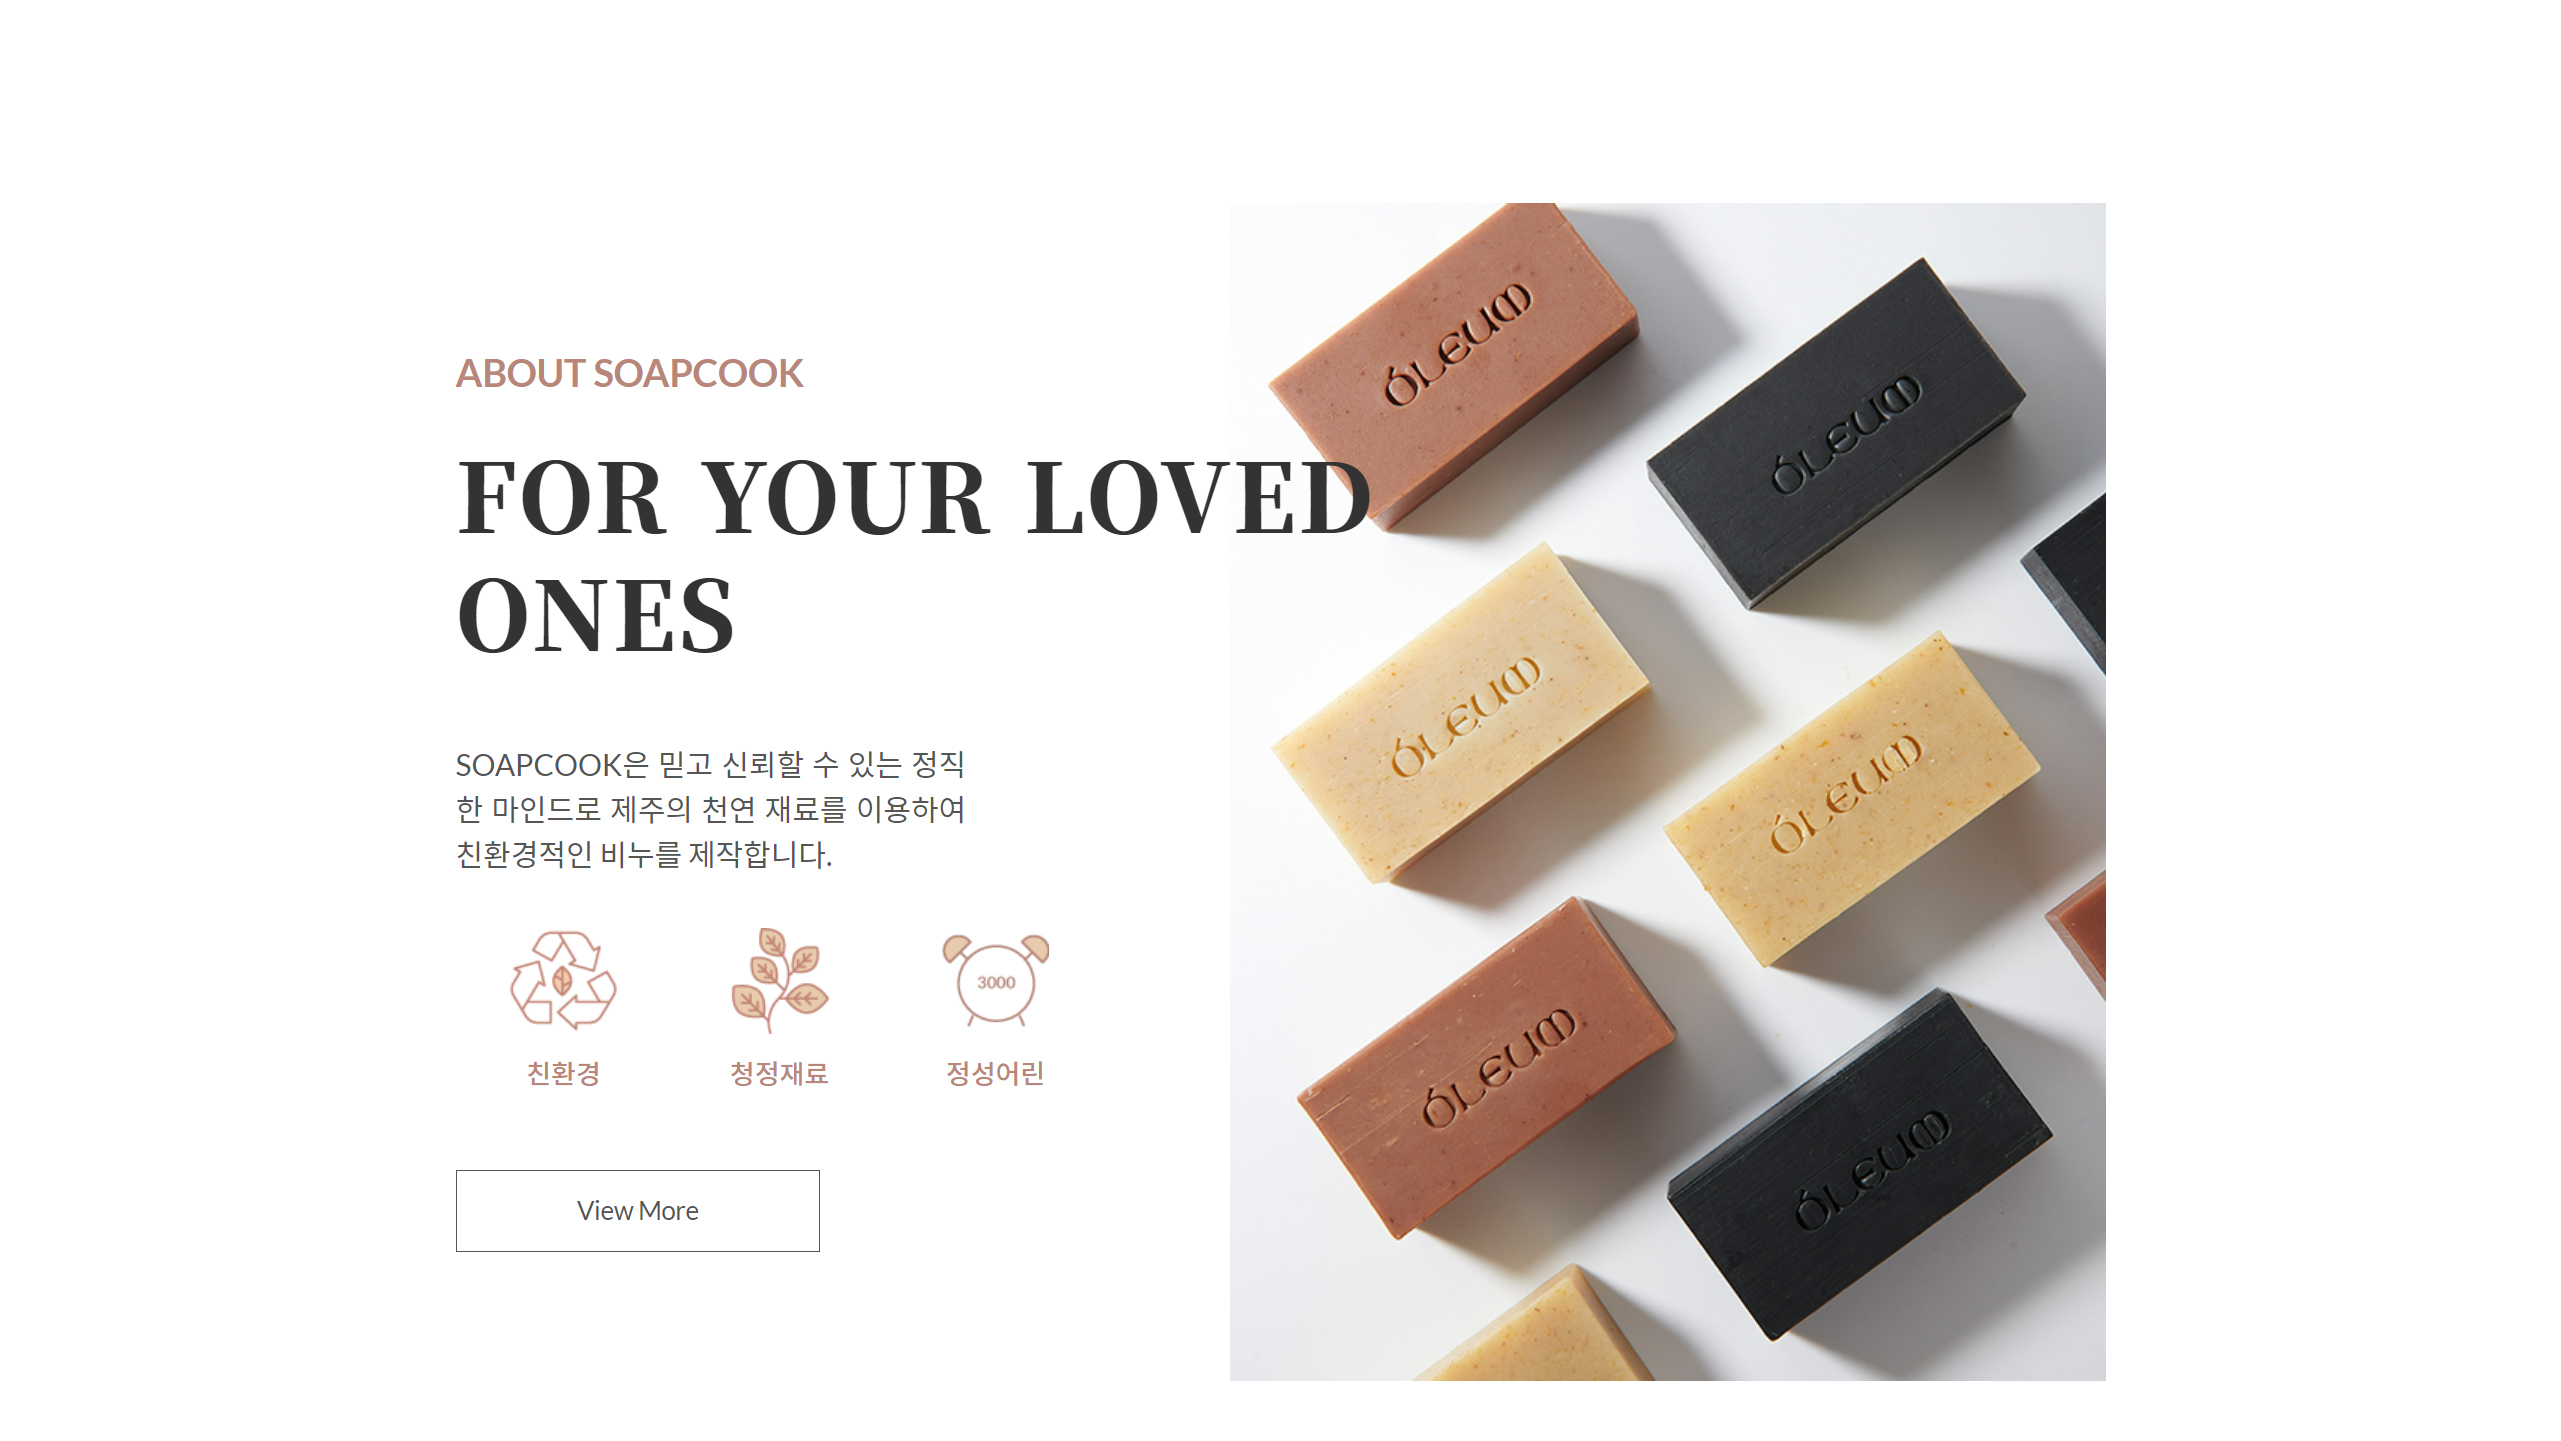 ABOUT SOAPCOOK
FOR YOUR LOVED
ONES
SOAPCOOK은 믿고 신뢰할 수 있는 정직
한 마인드로 제주의 천연 재료를 이용하여
친환경적인 비누를 제작합니다.
3000
친환경
청정재료
정성어린
View More
ÓLEUM
ÓLEUM
ÓLEUM
ÓLEUM
ÓLEUM
ÓLEUM